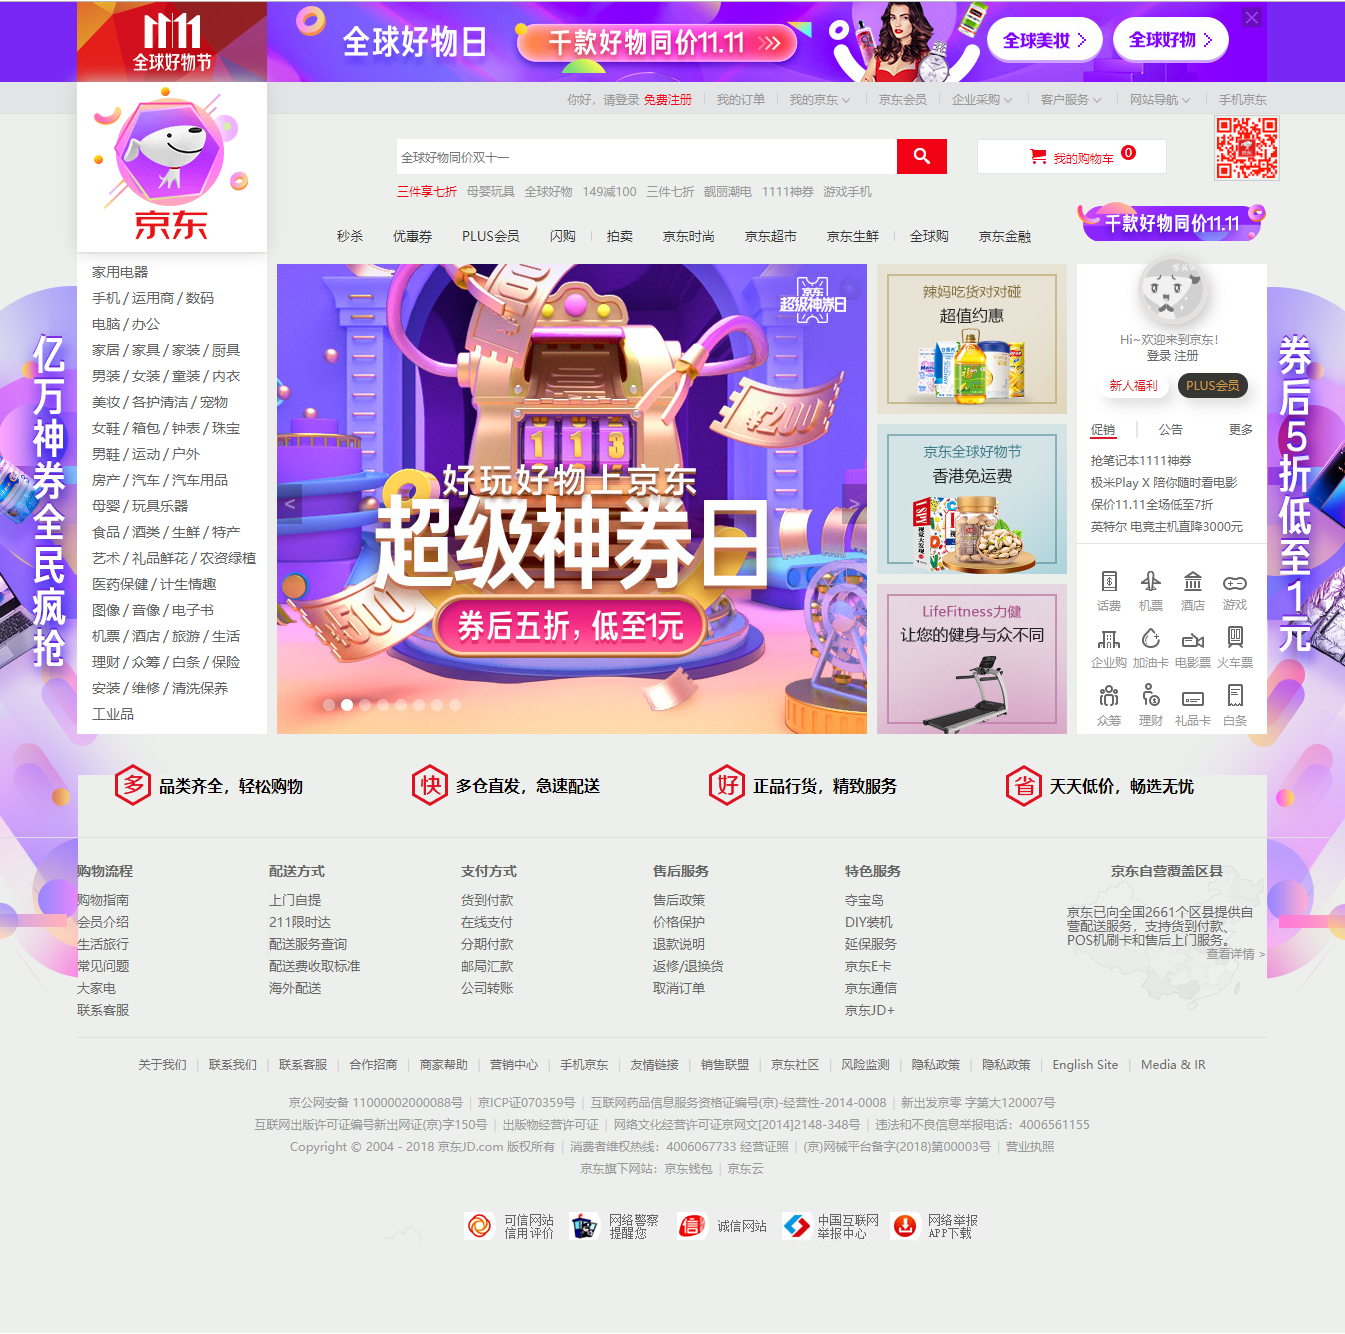 全球好物节
全球好物日
千款好物同价11.11 >>>
全球美妆 >
全球好物 >
你好，请登录 免费注册
我的订单
我的京东
京东会员
企业采购
客户服务
网站导航
手机京东
京东
全球好物同价双十一
我的购物车 0
三件享七折 母婴玩具 全球好物 149减100 三件七折 靓丽潮电 1111神券 游戏手机
千款好物同价11.11
秒杀 优惠券 PLUS会员 闪购 拍卖 京东时尚 京东超市 京东生鲜 全球购 京东金融
家用电器
手机 / 运用商 / 数码
电脑 / 办公
家居 / 家具 / 家装 / 厨具
男装 / 女装 / 童装 / 内衣
美妆 / 各护清洁 / 宠物
女鞋 / 箱包 / 钟表 / 珠宝
男鞋 / 运动 / 户外
房产 / 汽车 / 汽车用品
母婴 / 玩具乐器
食品 / 酒类 / 生鲜 / 特产
艺术 / 礼品鲜花 / 农资绿植
医药保健 / 计生情趣
图像 / 音像 / 电子书
机票 / 酒店 / 旅游 / 生活
理财 / 众筹 / 白条 / 保险
安装 / 维修 / 清洗保养
工业品
亿万神券全民疯抢
京东
超级神券日
¥200
113
好玩好物上京东
超级神券日
¥500
券后五折，低至1元
<
>
辣妈吃货对对碰
超值约惠
京东全球好物节
香港免运费
LifeFitness力健
让您的健身与众不同
Hi~欢迎来到京东！
登录 注册
新人福利
PLUS会员
促销
公告
更多
抢笔记本1111神券
极米Play X 陪你随时看电影
保价11.11全场低至7折
英特尔 电竞主机直降3000元
话费 机票 酒店 游戏
企业购 加油卡 电影票 火车票
众筹 理财 礼品卡 白条
券后5折低至1元
多 品类齐全，轻松购物
快 多仓直发，急速配送
好 正品行货，精致服务
省 天天低价，畅选无忧
购物流程
购物指南
会员介绍
生活旅行
常见问题
大家电
联系客服
配送方式
上门自提
211限时达
配送服务查询
配送费收取标准
海外配送
支付方式
货到付款
在线支付
分期付款
邮局汇款
公司转账
售后服务
售后政策
价格保护
退款说明
返修/退换货
取消订单
特色服务
夺宝岛
DIY装机
延保服务
京东E卡
京东通信
京东JD+
京东自营覆盖区县
京东已向全国2661个区县提供自
营配送服务，支持货到付款、
POS机刷卡和售后上门服务。
查看详情 >
关于我们 | 联系我们 | 联系客服 | 合作招商 | 商家帮助 | 营销中心 | 手机京东 | 友情链接 | 销售联盟 | 京东社区 | 风险监测 | 隐私政策 | 隐私政策 | English Site | Media & IR
京公网安备 11000002000088号 | 京ICP证070359号 | 互联网药品信息服务资格证编号(京)-经营性-2014-0008 | 新出发京零 字第大120007号
互联网出版许可证编号新出网证(京)字150号 | 出版物经营许可证 | 网络文化经营许可证京网文[2014]2148-348号 | 违法和不良信息举报电话：4006561155
Copyright © 2004 - 2018 京东JD.com 版权所有 | 消费者维权热线：4006067733 经营证照 | (京)网械平台备字(2018)第00003号 | 营业执照
京东旗下网站：京东钱包 | 京东云
可信网站
信用评价
网络警察
提醒您
信 诚信网站
中国互联网
举报中心
网络举报
APP下载